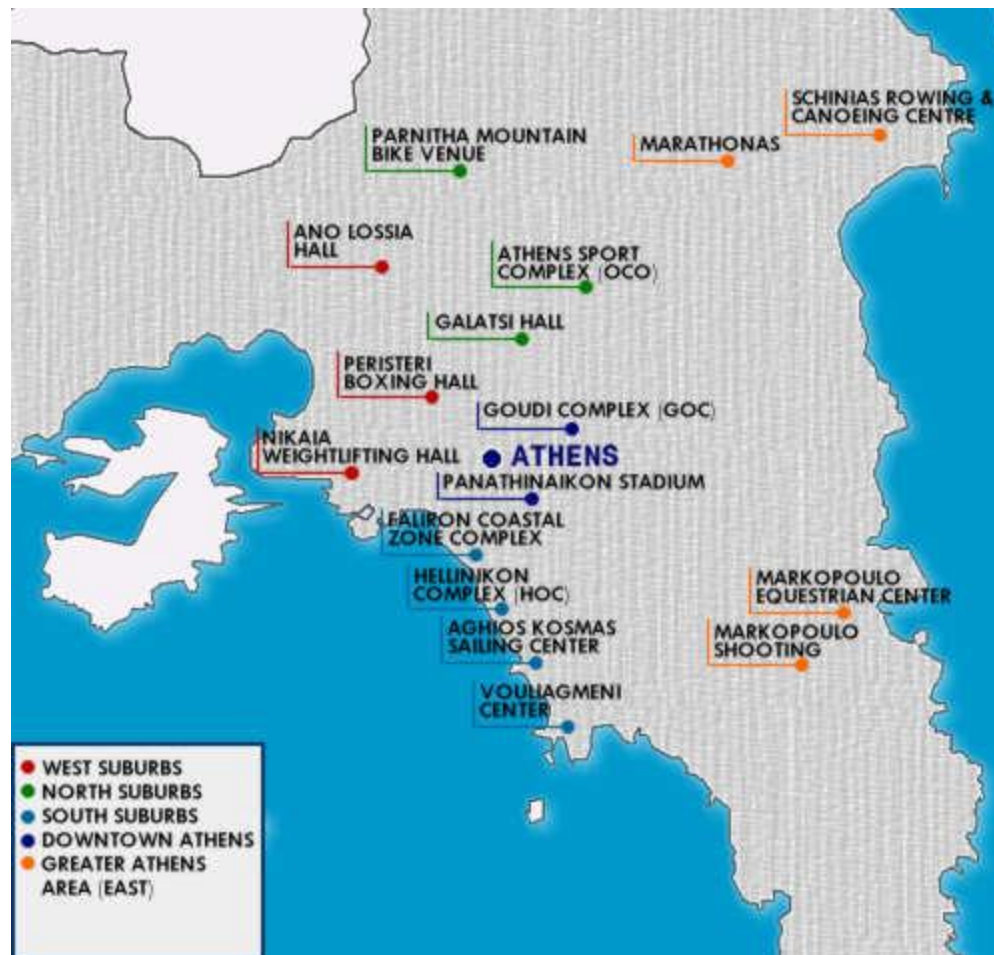 SCHINIAS ROWING &
CANOEING CENTRE
PARNITHA MOUNTAIN
BIKE VENUE
MARATHONAS
ANO LOSSIA
HALL
ATHENS SPORT
COMPLEX (OCO)
GALATSI HALL
PERISTERI
BOXING HALL
GOUDI COMPLEX (GOC)
NIKAIA
WEIGHTLIFTING HALL
ATHENS
PANATHINAIKON STADIUM
FALIRON COASTAL
ZONE COMPLEX
HELLINIKON
COMPLEX (HOC)
MARKOPOULO
EQUESTRIAN CENTER
AGHIOS KOSMAS
SAILING CENTER
MARKOPOULO
SHOOTING
VOULIAGMENI
CENTER
WEST SUBURBS
NORTH SUBURBS
SOUTH SUBURBS
DOWNTOWN ATHENS
GREATER ATHENS
AREA (EAST)